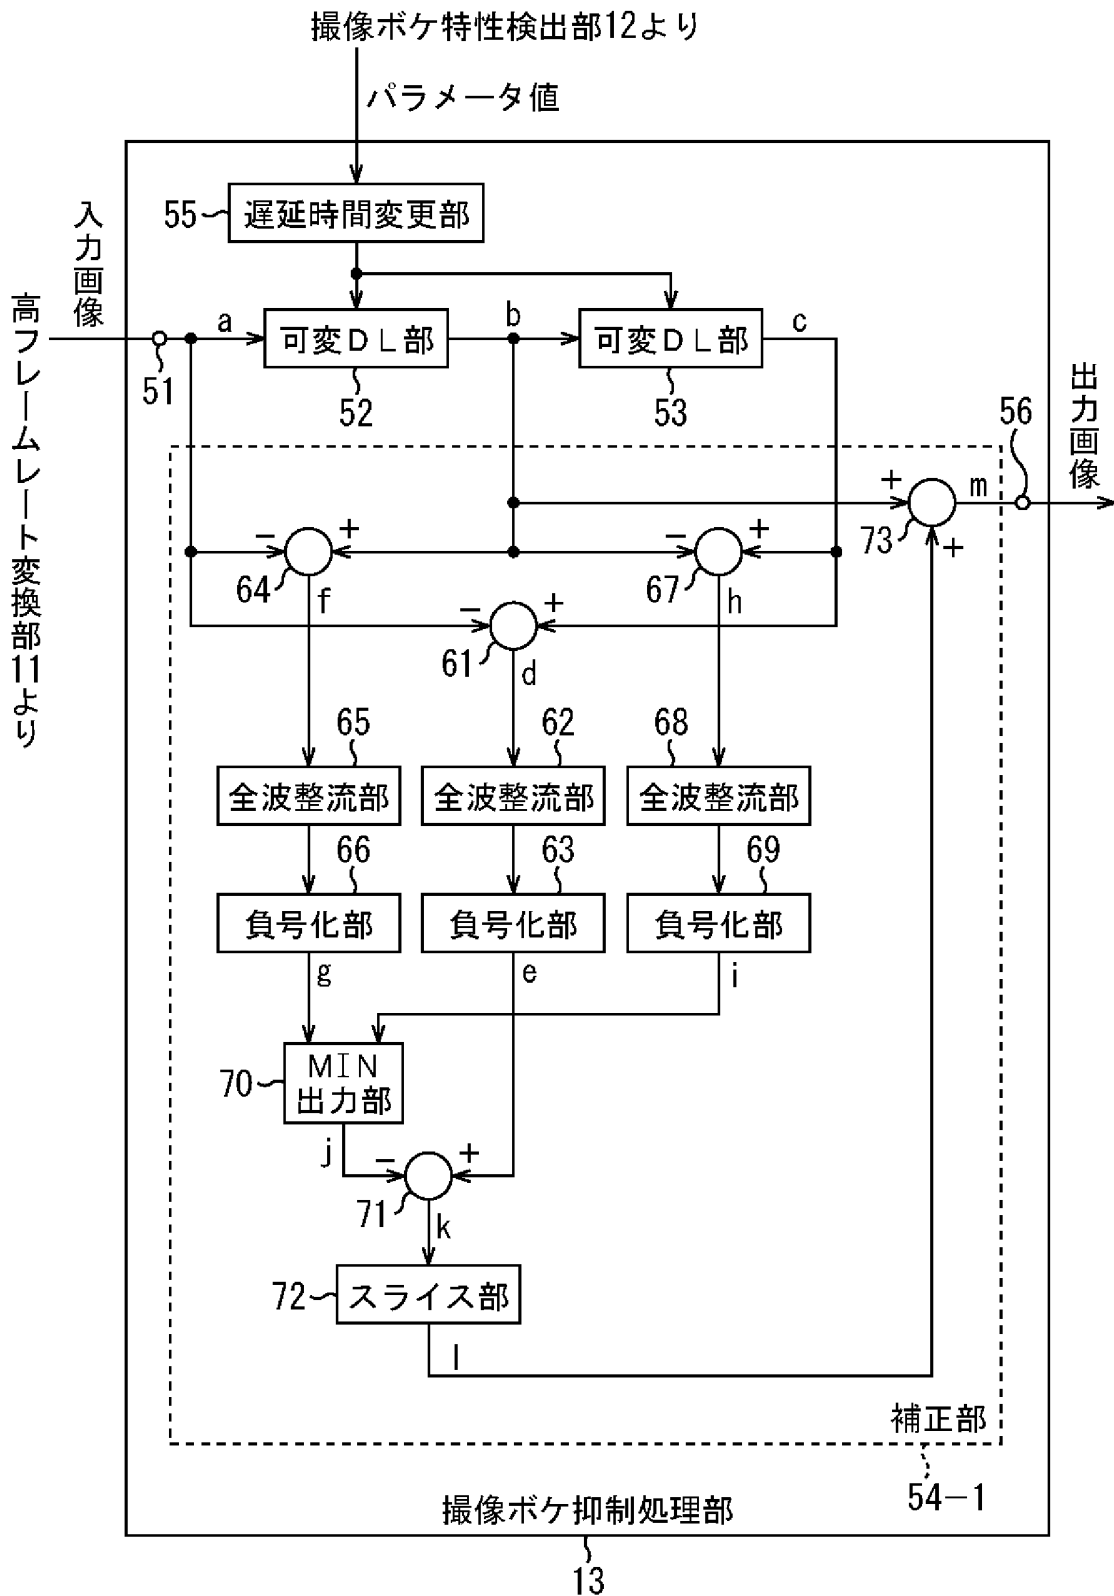 撮像ボケ特性検出部12より
パラメータ値
55
遅延時間変更部
入力画像
高フレームレート変換部11より
51
a
可変DL部
52
b
可変DL部
53
c
出力画像
56
+
m
73
+
-
+
64
f
-
+
67
h
-
+
61
d
65
62
68
全波整流部
全波整流部
全波整流部
66
63
69
負号化部
負号化部
負号化部
g
e
i
70
MIN
出力部
j
-
+
71
k
72
スライス部
l
補正部
54-1
撮像ボケ抑制処理部
13